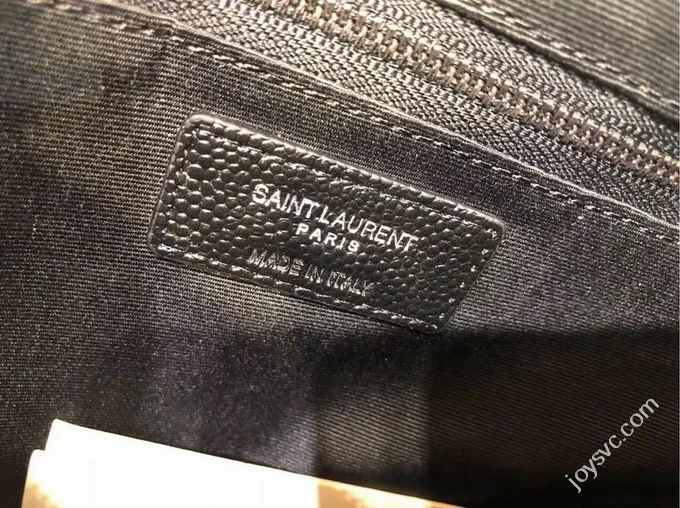 SAINT LAURENT
PARIS
MADE IN ITALY
joysvc.com